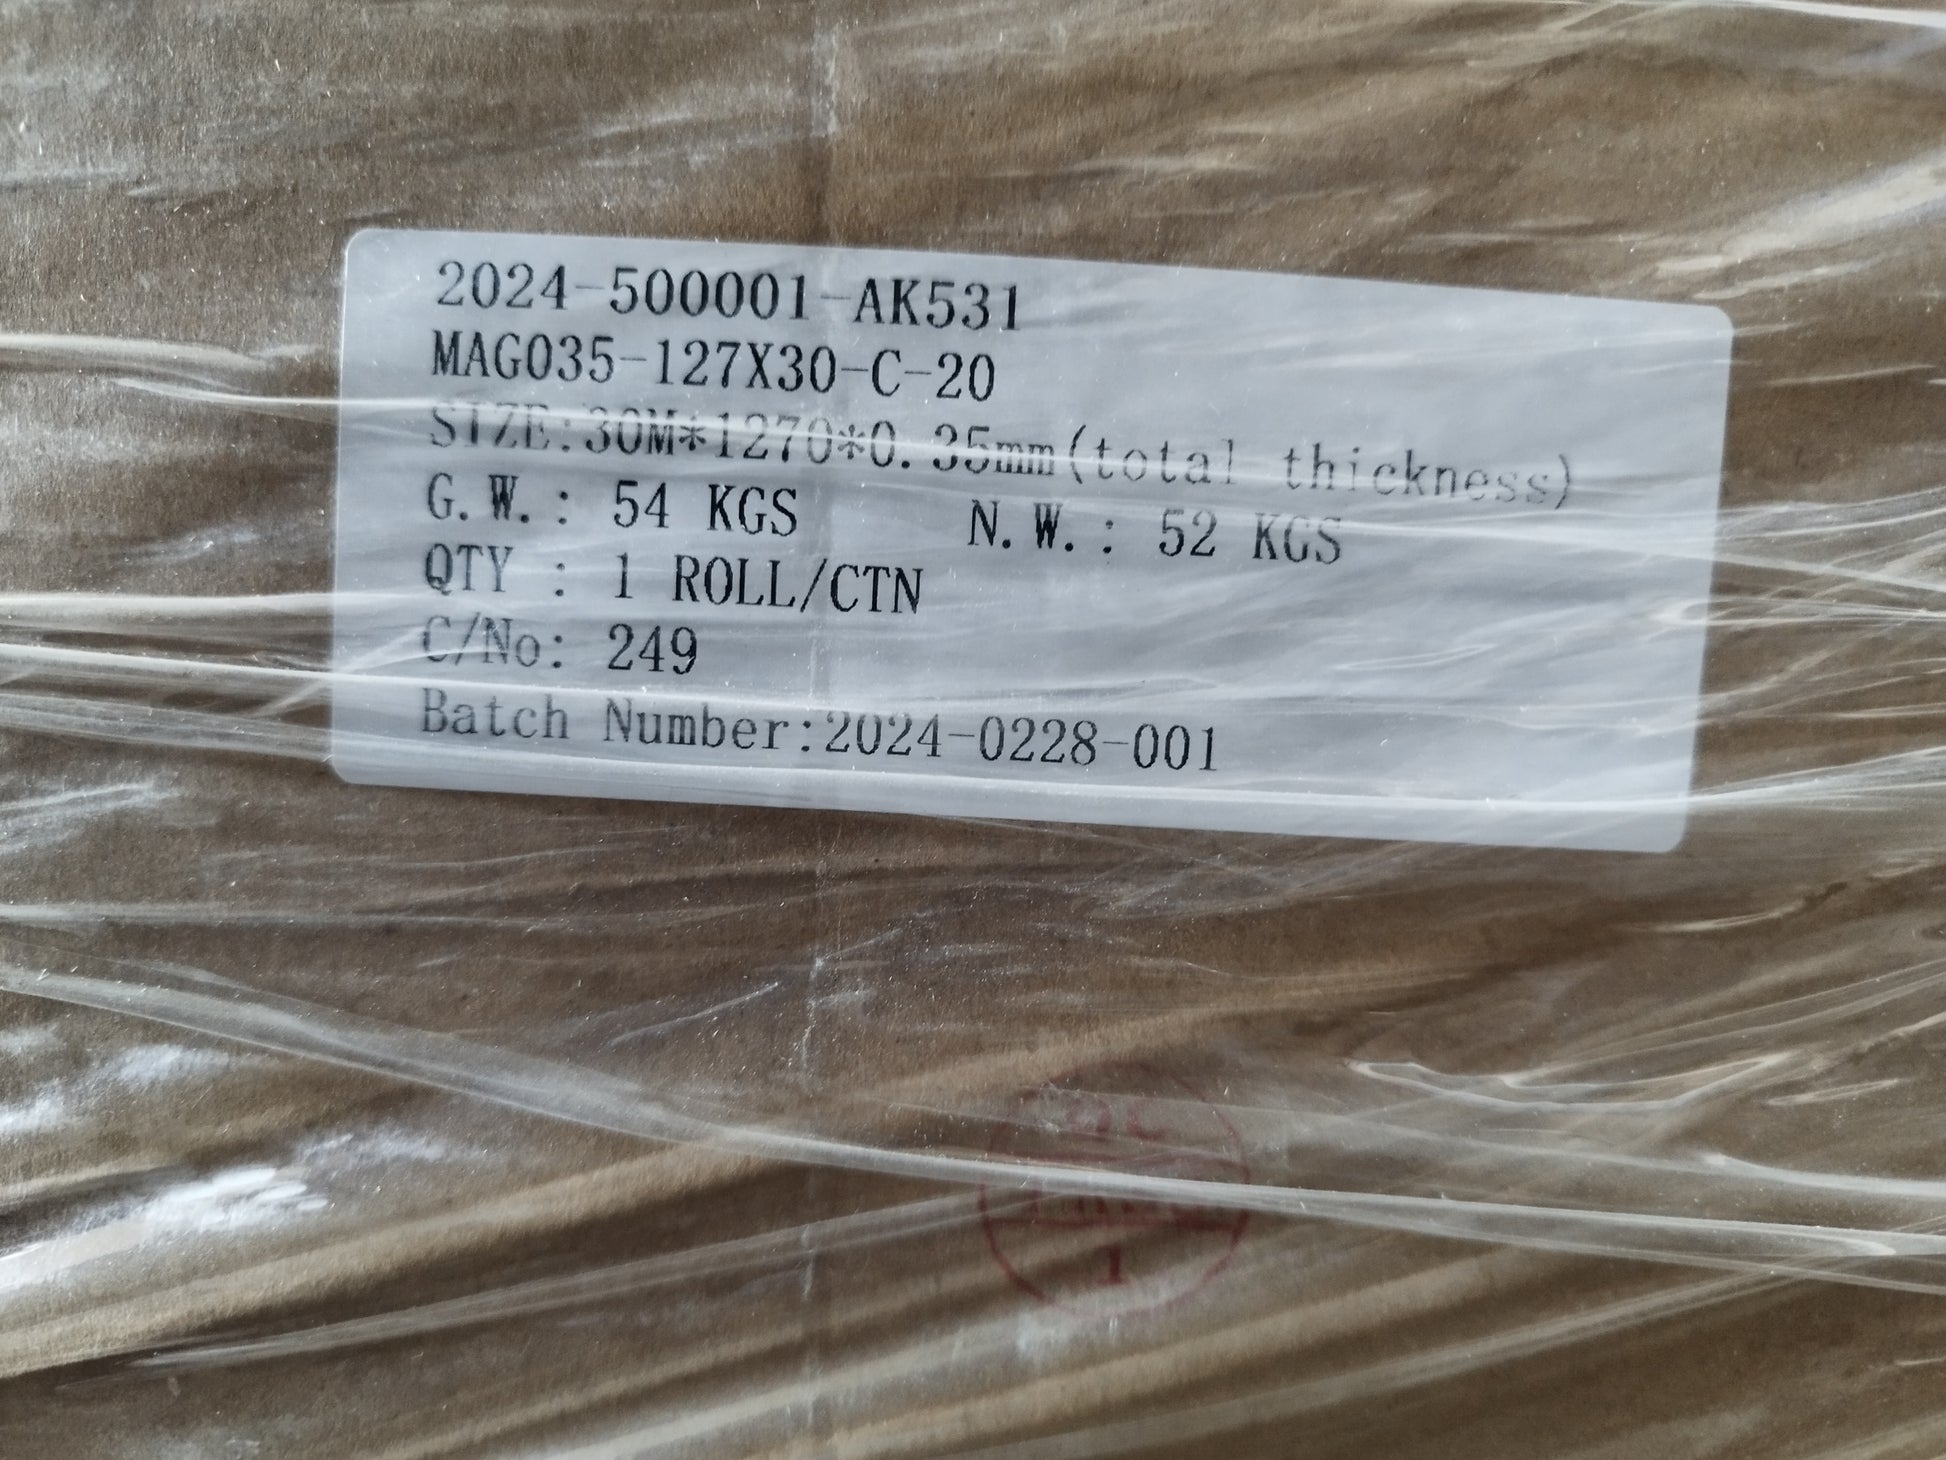 2024-500001-AK531
MAG035-127X30-C-20
SIZE:30M*1270*0.35mm(total thickness)
G.W.: 54 KGS N.W.: 52 KGS
QTY : 1 ROLL/CTN
C/No: 249
Batch Number:2024-0228-001
1